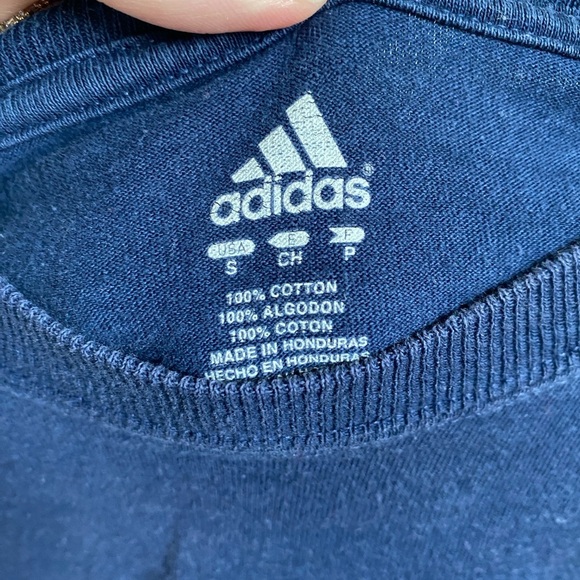 adidas®
USA E F
S CH P
100% COTTON
100% ALGODON
100% COTON
MADE IN HONDURAS
HECHO EN HONDURAS